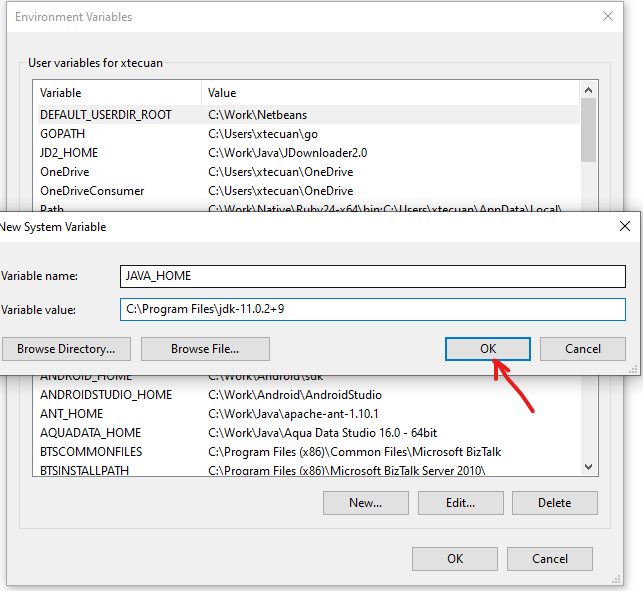 Environment Variables
User variables for xtecuan
Variable Value
DEFAULT_USERDIR_ROOT C:\Work\Netbeans
GOPATH C:\Users\xtecuan\go
JD2_HOME C:\Work\Java\JDownloader2.0
OneDrive C:\Users\xtecuan\OneDrive
OneDriveConsumer C:\Users\xtecuan\OneDrive
Path C:\Work\Native\Ruby24-x64\bin;C:\Users\xtecuan\AppData\Local\
New System Variable
Variable name: JAVA_HOME
Variable value: C:\Program Files\jdk-11.0.2+9
Browse Directory... Browse File... OK Cancel
ANDROID_HOME C:\Work\Android\sdk
ANDROIDSTUDIO_HOME C:\Work\Android\AndroidStudio
ANT_HOME C:\Work\Java\apache-ant-1.10.1
AQUADATA_HOME C:\Work\Java\Aqua Data Studio 16.0 - 64bit
BTSCOMMONFILES C:\Program Files (x86)\Common Files\Microsoft BizTalk
BTSINSTALLPATH C:\Program Files (x86)\Microsoft BizTalk Server 2010\
New... Edit... Delete
OK Cancel